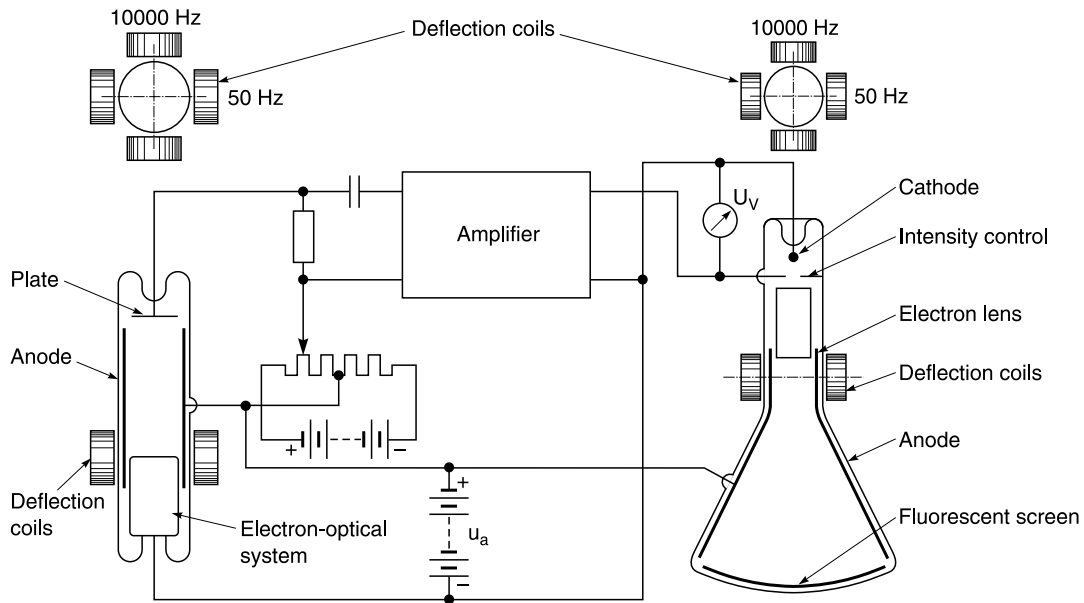 10000 Hz
Deflection coils
10000 Hz
50 Hz
50 Hz
Cathode
U_V
Amplifier
Intensity control
Plate
Electron lens
Anode
Deflection coils
Anode
+
−
+
Deflection
coils
Electron-optical
system
u_a
Fluorescent screen
−